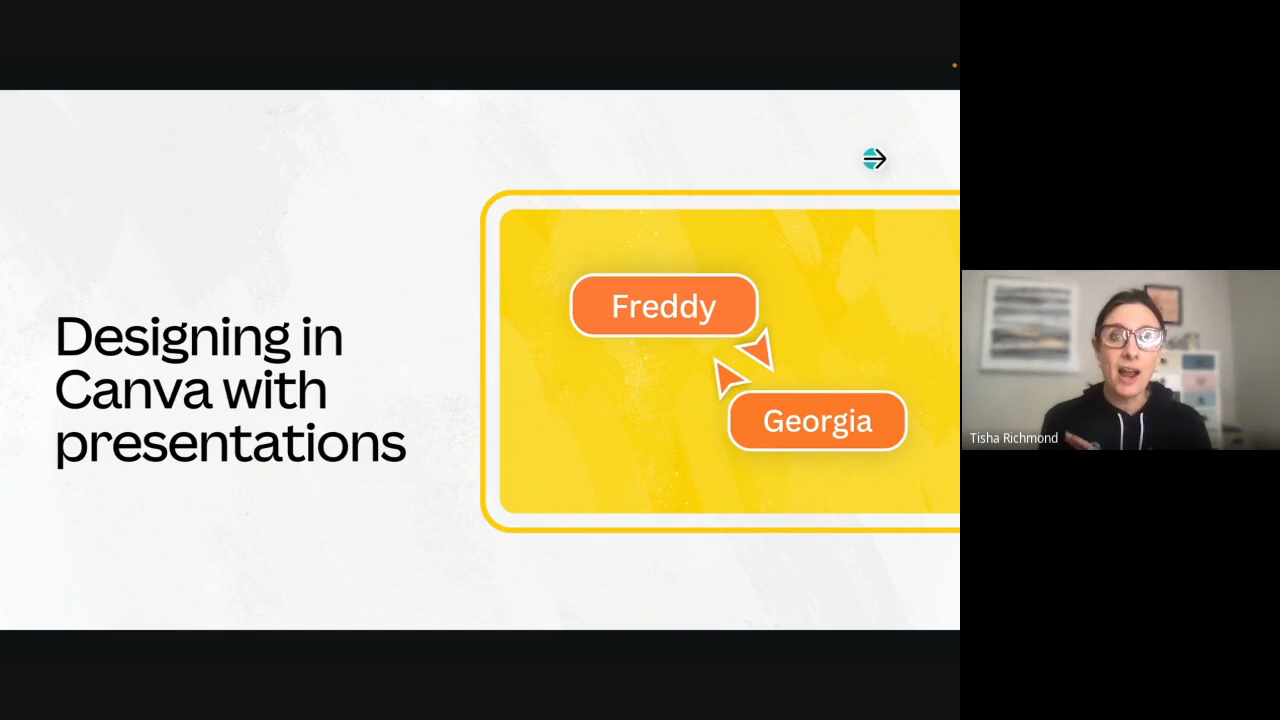 Designing in
Canva with
presentations
Freddy
Georgia
Tisha Richmond